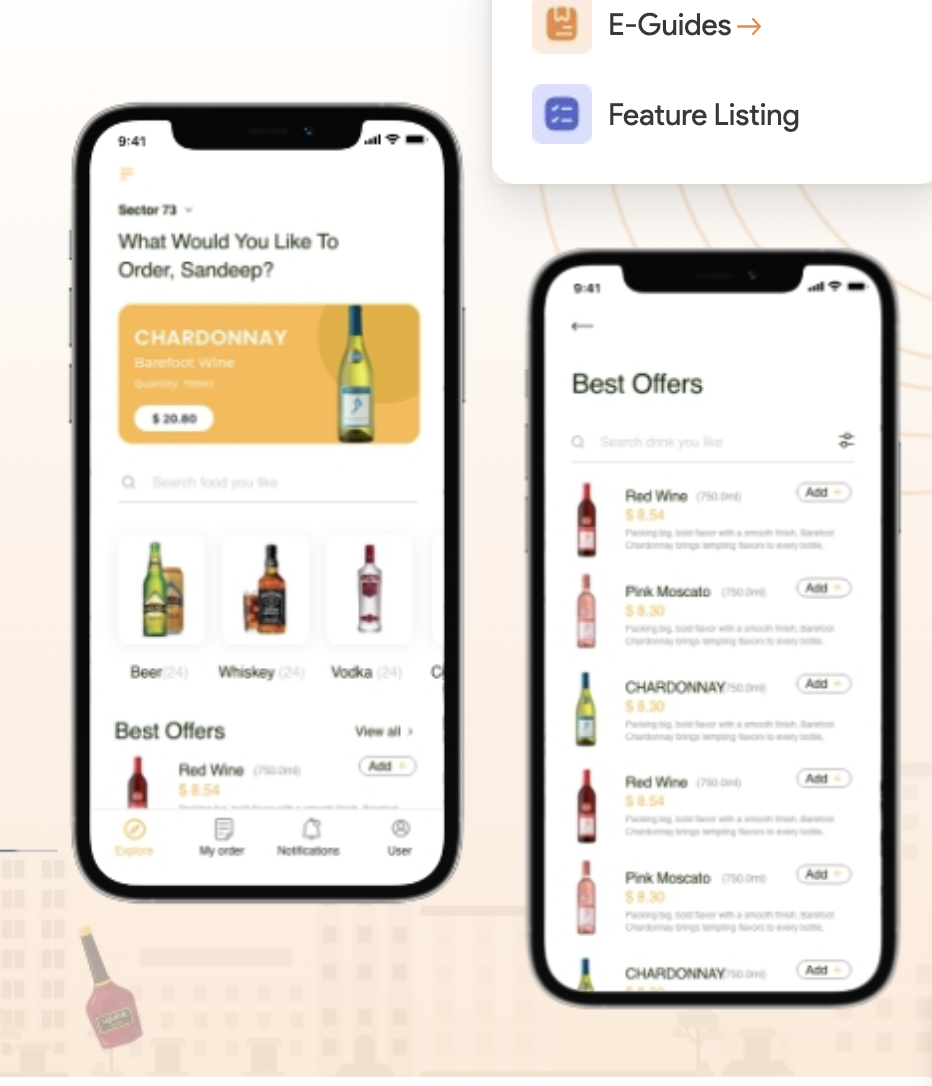 E-Guides →
Feature Listing
9:41
Sector 73
What Would You Like To
Order, Sandeep?
CHARDONNAY
Barefoot Wine
Quantity: 750ml
$ 20.80
Search food you like
Beer(24)
Whiskey (24)
Vodka (24)
C
Best Offers
View all >
Red Wine (750.0ml)
Add +
$ 8.54
Packing big, bold flavor with a smooth finish, Barefoot
Explore
My order
Notifications
User
9:41
Best Offers
Search drink you like
Red Wine (750.0ml)
Add +
$ 8.54
Packing big, bold flavor with a smooth finish, Barefoot
Chardonnay brings tempting flavors to every bottle.
Pink Moscato (750.0ml)
Add +
$ 8.30
Packing big, bold flavor with a smooth finish, Barefoot
Chardonnay brings tempting flavors to every bottle.
CHARDONNAY(750.0ml)
Add +
$ 8.30
Packing big, bold flavor with a smooth finish, Barefoot
Chardonnay brings tempting flavors to every bottle.
Red Wine (750.0ml)
Add +
$ 8.54
Packing big, bold flavor with a smooth finish, Barefoot
Chardonnay brings tempting flavors to every bottle.
Pink Moscato (750.0ml)
Add +
$ 8.30
Packing big, bold flavor with a smooth finish, Barefoot
Chardonnay brings tempting flavors to every bottle.
CHARDONNAY(750.0ml)
Add +